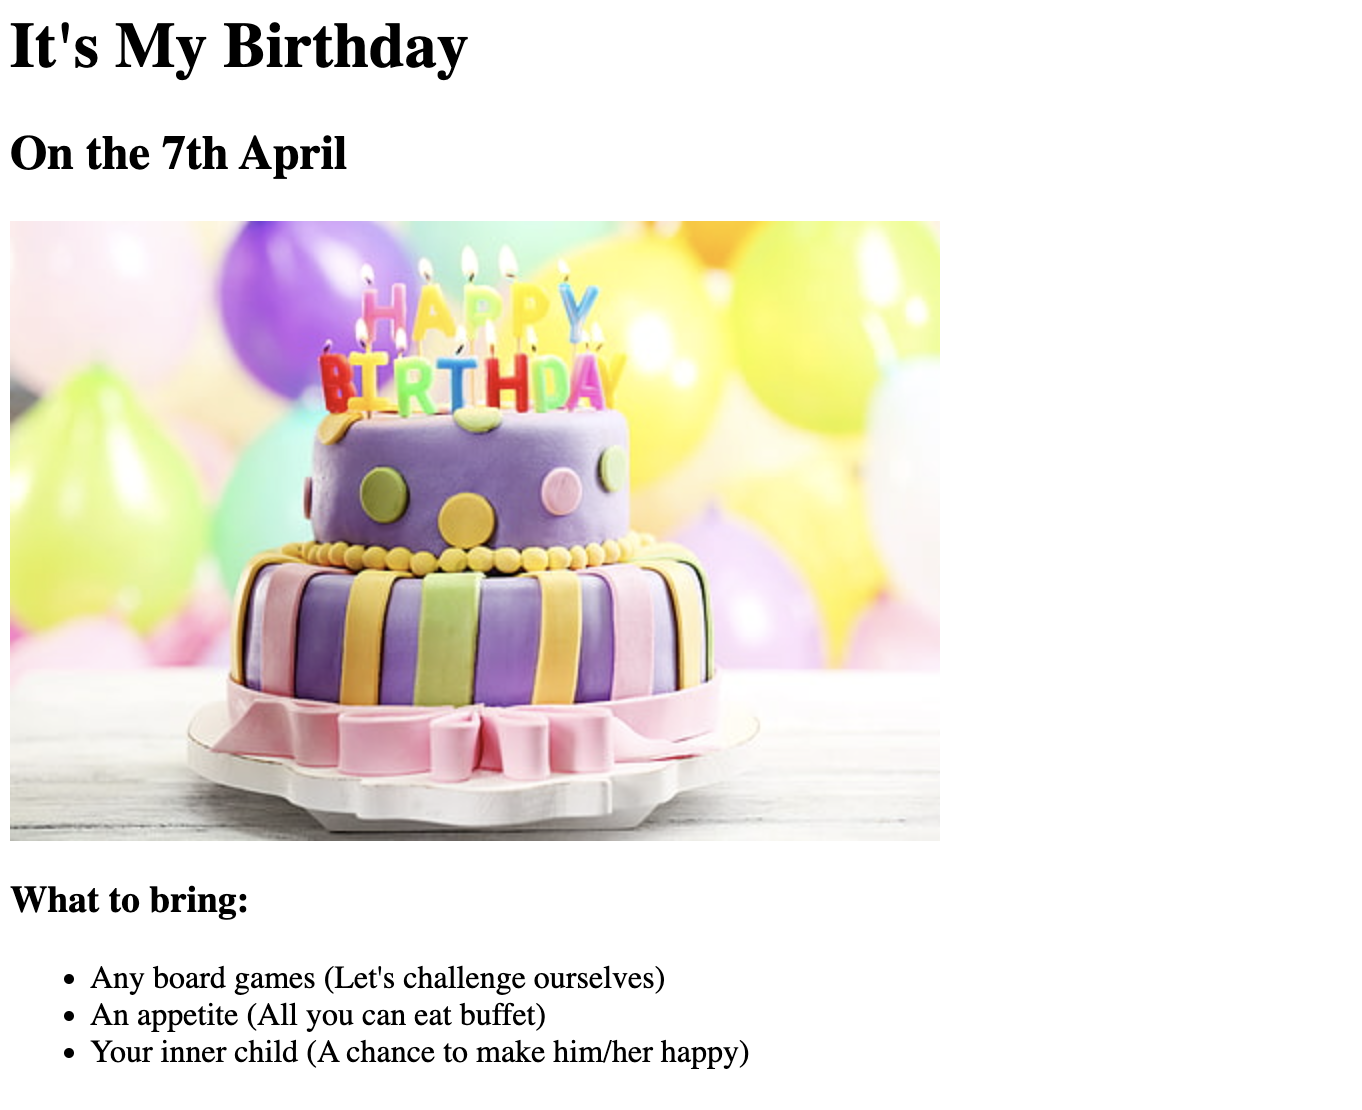 It's My Birthday
On the 7th April
HAPPY
BIRTHDAY
What to bring:
Any board games (Let's challenge ourselves)
An appetite (All you can eat buffet)
Your inner child (A chance to make him/her happy)